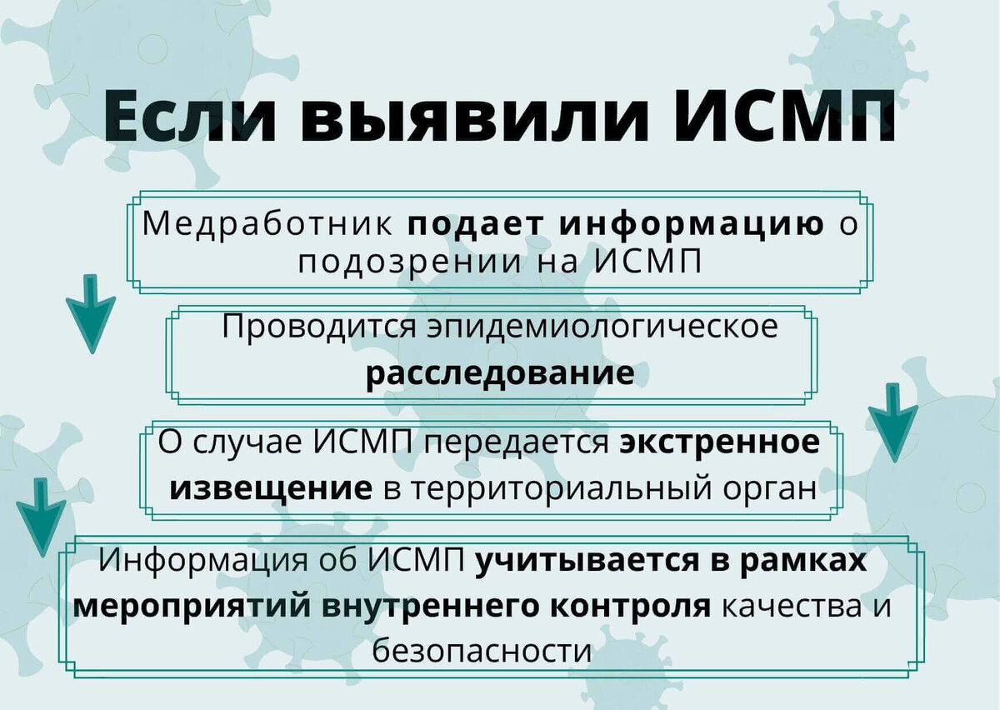 Если выявили ИСМП
Медработник подает информацию о
подозрении на ИСМП
Проводится эпидемиологическое
расследование
О случае ИСМП передается экстренное
извещение в территориальный орган
Информация об ИСМП учитывается в рамках
мероприятий внутреннего контроля качества и
безопасности